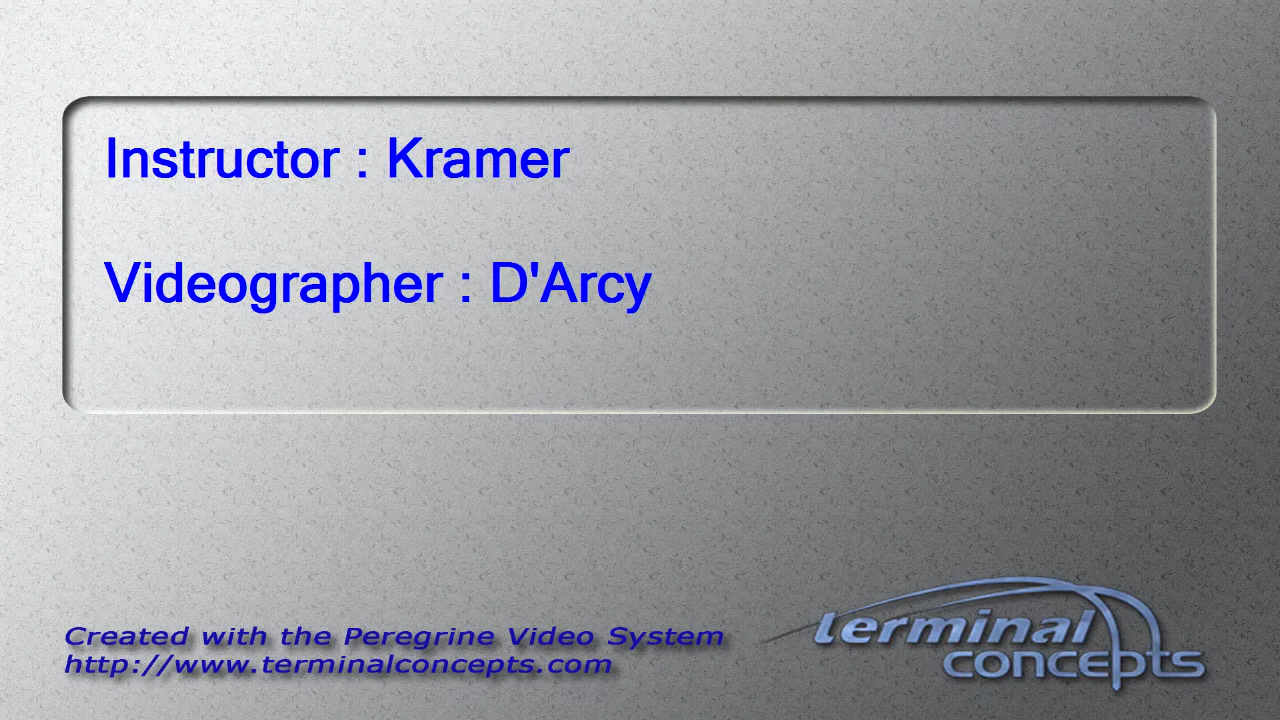 Instructor : Kramer
Videographer : D'Arcy
Created with the Peregrine Video System
http://www.terminalconcepts.com
terminal
concepts